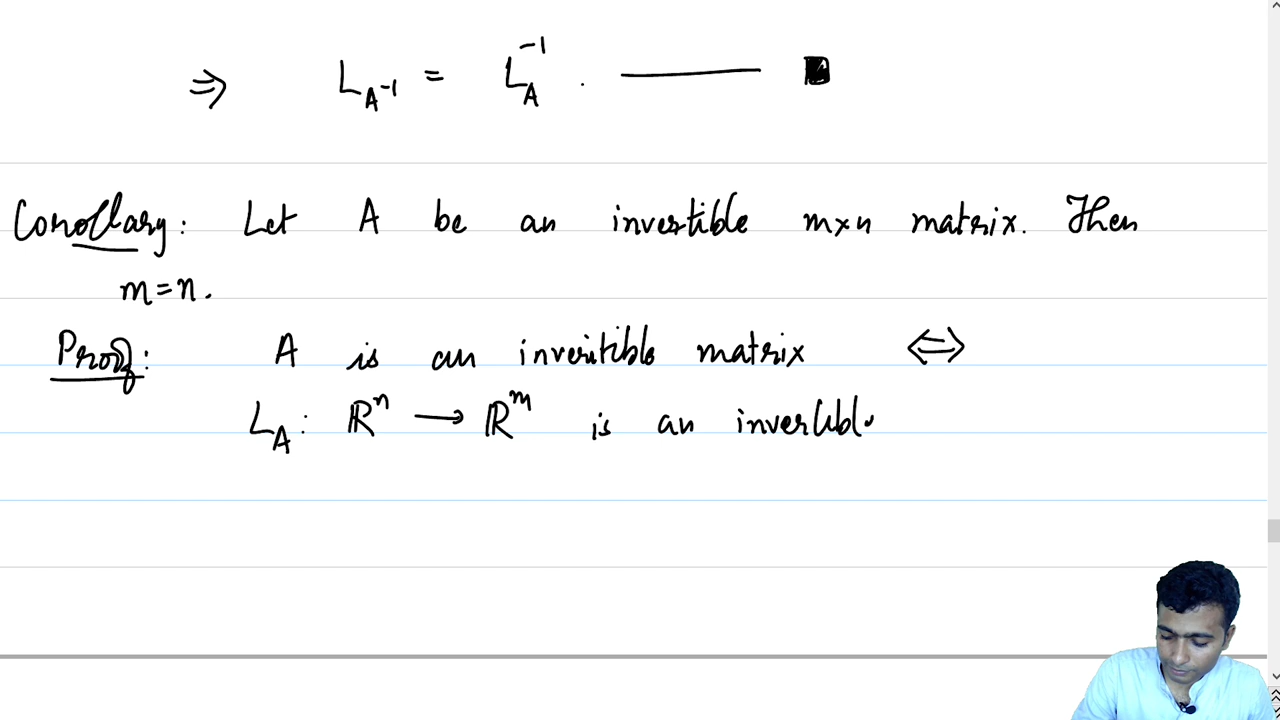 ⇒ L_{A^{-1}} = L_A^{-1}. ——— ■
Corollary: Let A be an invertible m×n matrix. Then
m=n.
Proof: A is an inveritible matrix ⇔
L_A: ℝ^n ⟶ ℝ^m is an invertible